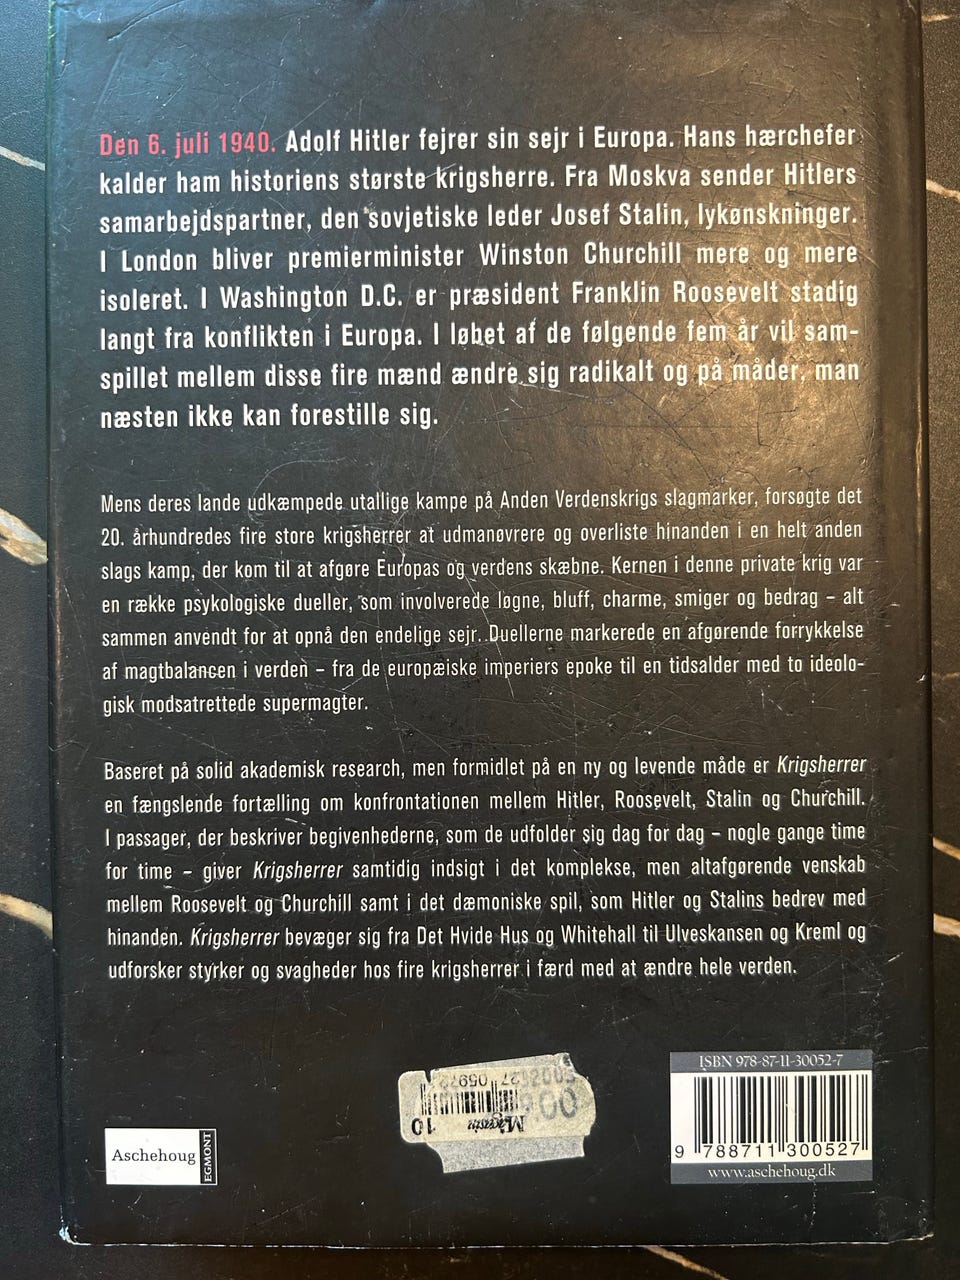 Den 6. juli 1940. Adolf Hitler fejrer sin sejr i Europa. Hans hærchefer
kalder ham historiens største krigsherre. Fra Moskva sender Hitlers
samarbejdspartner, den sovjetiske leder Josef Stalin, lykønskninger.
I London bliver premierminister Winston Churchill mere og mere
isoleret. I Washington D.C. er præsident Franklin Roosevelt stadig
langt fra konflikten i Europa. I løbet af de følgende fem år vil sam-
spillet mellem disse fire mænd ændre sig radikalt og på måder, man
næsten ikke kan forestille sig.
Mens deres lande udkæmpede utallige kampe på Anden Verdenskrigs slagmarker, forsøgte det
20. århundredes fire store krigsherrer at udmanøvrere og overliste hinanden i en helt anden
slags kamp, der kom til at afgøre Europas og verdens skæbne. Kernen i denne private krig var
en række psykologiske dueller, som involverede løgne, bluff, charme, smiger og bedrag – alt
sammen anvendt for at opnå den endelige sejr. Duellerne markerede en afgørende forrykkelse
af magtbalancen i verden – fra de europæiske imperiers epoke til en tidsalder med to ideolo-
gisk modsatrettede supermagter.
Baseret på solid akademisk research, men formidlet på en ny og levende måde er Krigsherrer
en fængslende fortælling om konfrontationen mellem Hitler, Roosevelt, Stalin og Churchill.
I passager, der beskriver begivenhederne, som de udfolder sig dag for dag – nogle gange time
for time – giver Krigsherrer samtidig indsigt i det komplekse, men altafgørende venskab
mellem Roosevelt og Churchill samt i det dæmoniske spil, som Hitler og Stalins bedrev med
hinanden. Krigsherrer bevæger sig fra Det Hvide Hus og Whitehall til Ulveskansen og Kreml og
udforsker styrker og svagheder hos fire krigsherrer i færd med at ændre hele verden.
ISBN 978-87-11-30052-7
9 788711 300527
www.aschehoug.dk
Aschehoug
EGMONT
10